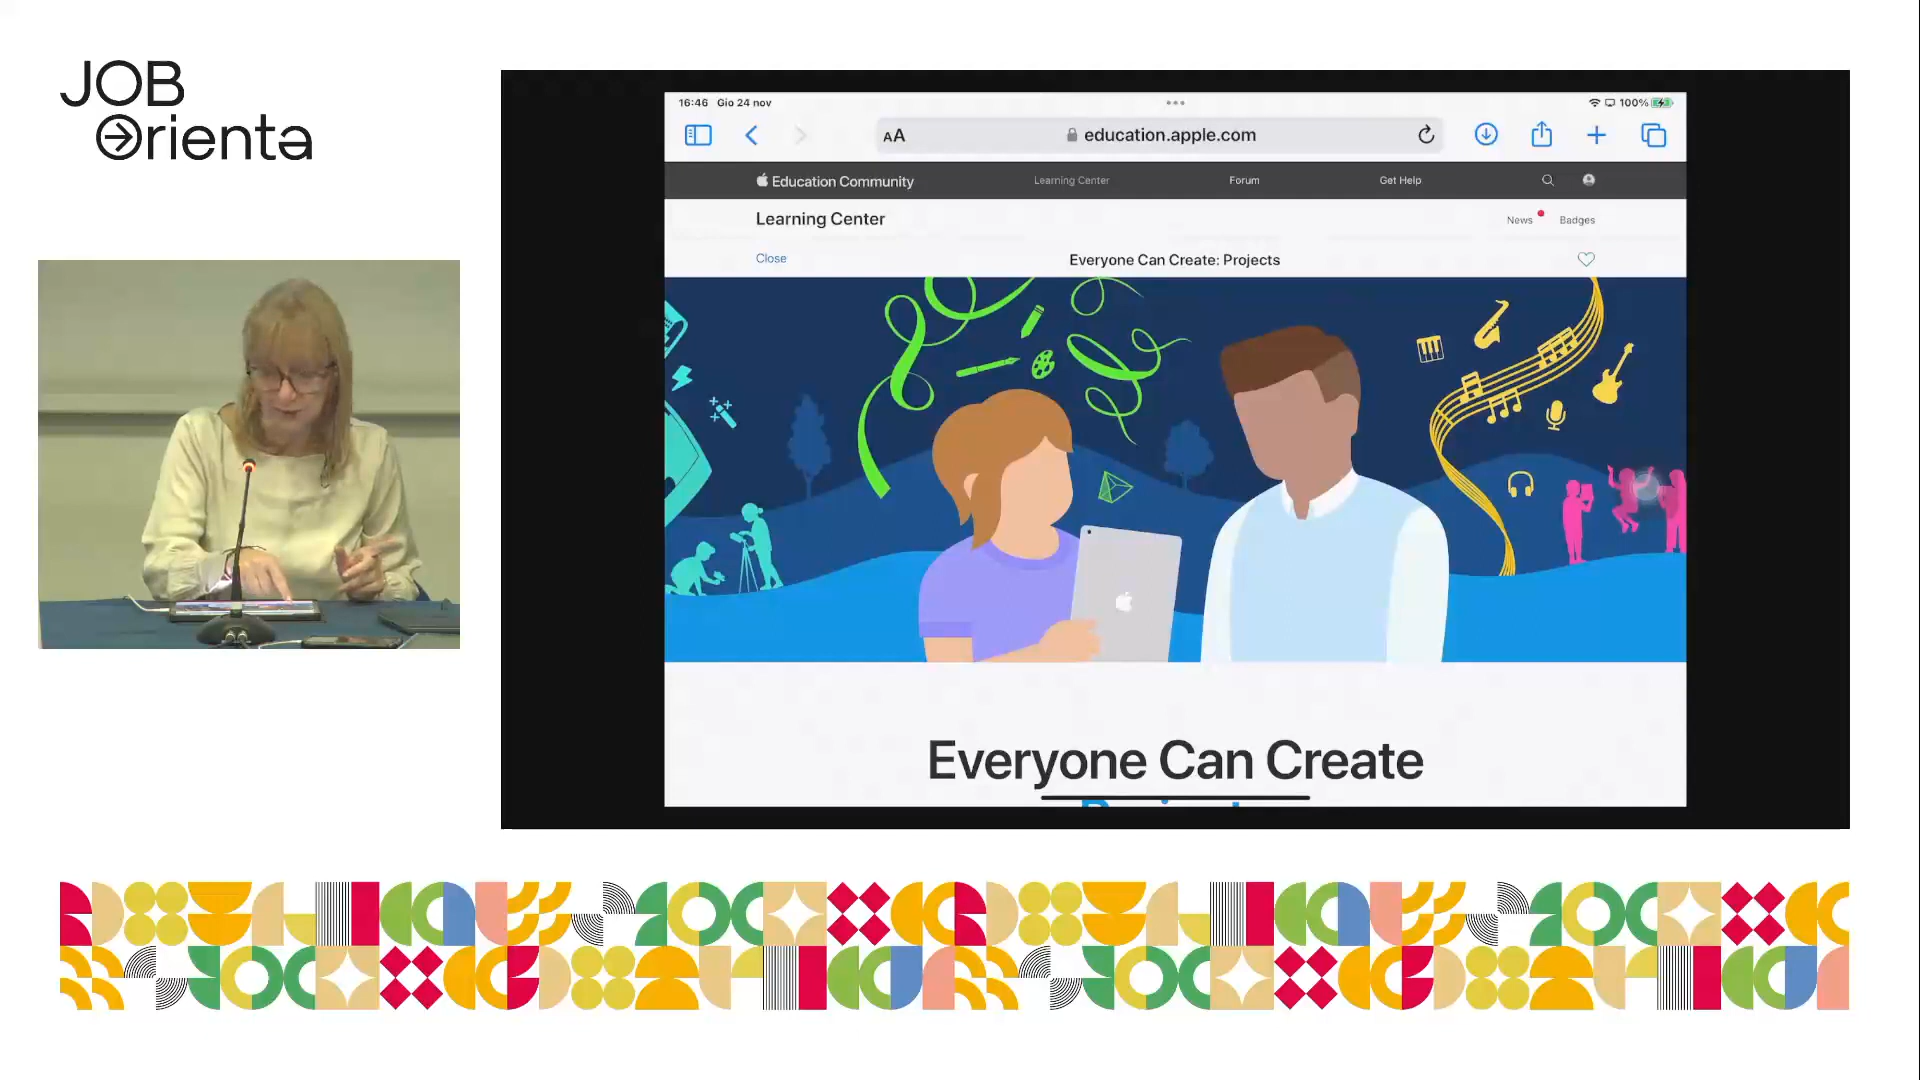 JOB
Orienta
16:46 Gio 24 nov
100%
AA
education.apple.com
Education Community
Learning Center
Forum
Get Help
Learning Center
News
Badges
Close
Everyone Can Create: Projects
Everyone Can Create